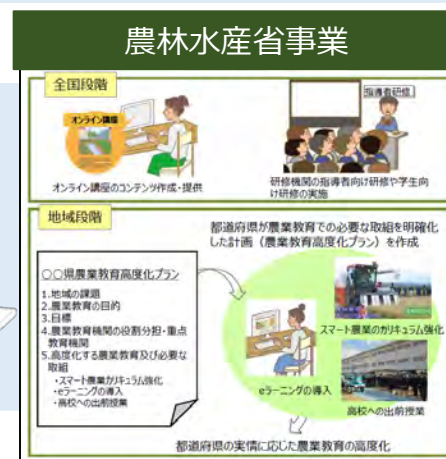 農林水産省事業
全国段階
オンライン講座
指導者研修
オンライン講座のコンテンツ作成・提供
研修機関の指導者向け研修や学生向
け研修の実施
地域段階
都道府県が農業教育での必要な取組を明確化
した計画（農業教育高度化プラン）を作成
○○県農業教育高度化プラン
1.地域の課題
2.農業教育の目的
3.目標
4.農業教育機関の役割分担・重点
教育機関
5.高度化する農業教育及び必要な
取組
・スマート農業カリキュラム強化
・eラーニングの導入
・高校への出前授業
スマート農業のカリキュラム強化
eラーニングの導入
高校への出前授業
都道府県の実情に応じた農業教育の高度化